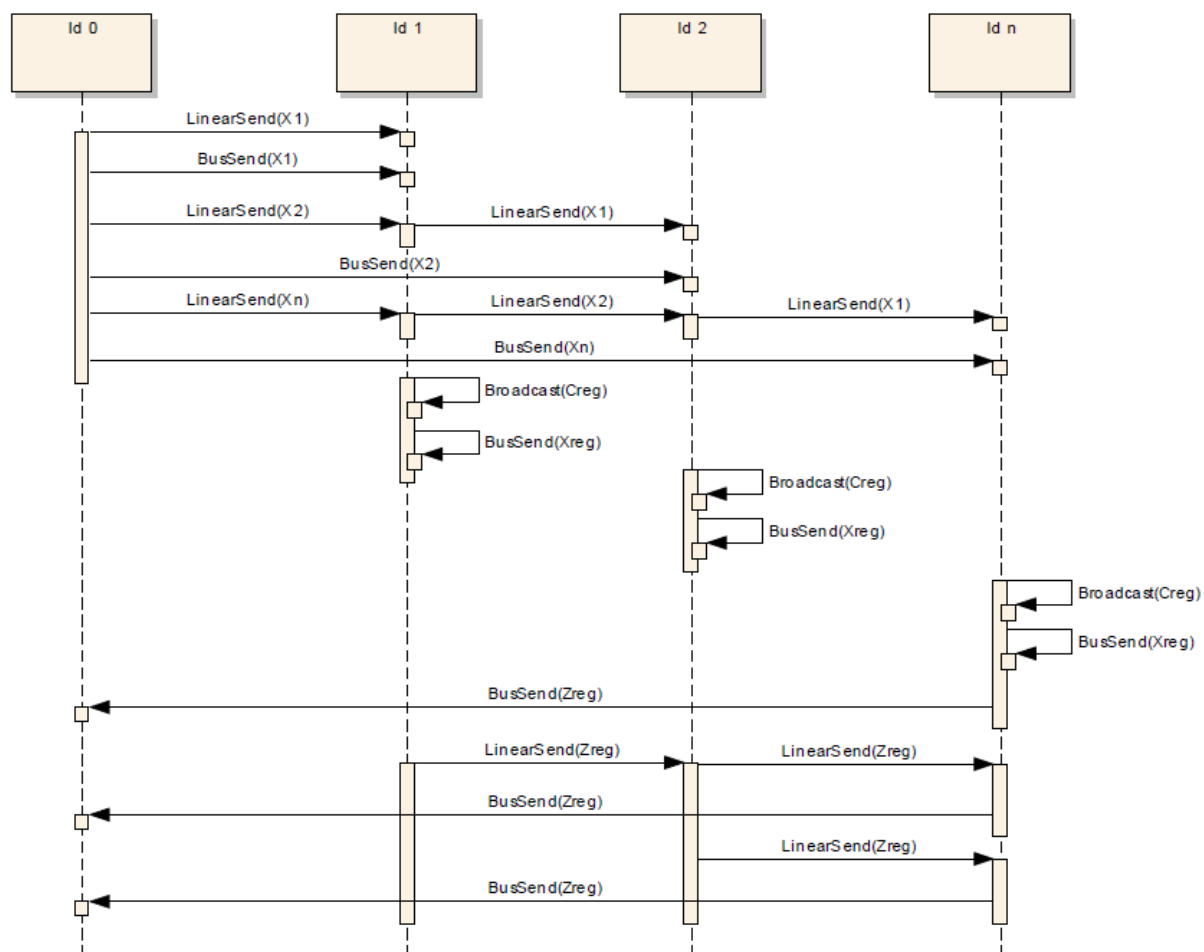 Id 0
Id 1
Id 2
Id n
LinearSend(X1)
BusSend(X1)
LinearSend(X2)
LinearSend(X1)
BusSend(X2)
LinearSend(Xn)
LinearSend(X2)
LinearSend(X1)
BusSend(Xn)
Broadcast(Creg)
BusSend(Xreg)
Broadcast(Creg)
BusSend(Xreg)
Broadcast(Creg)
BusSend(Xreg)
BusSend(Zreg)
LinearSend(Zreg)
LinearSend(Zreg)
BusSend(Zreg)
LinearSend(Zreg)
BusSend(Zreg)